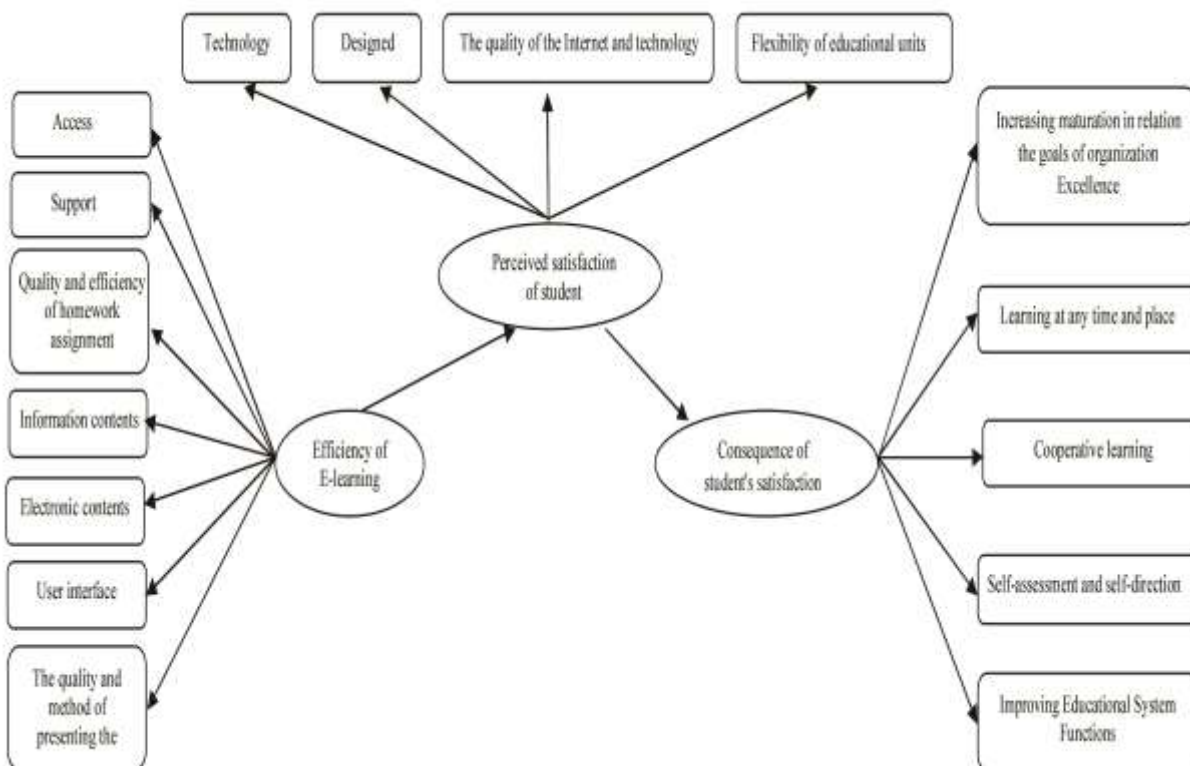 Technology
Designed
The quality of the Internet and technology
Flexibility of educational units
Access
Support
Quality and efficiency
of homework
assignment
Information contents
Electronic contents
User interface
The quality and
method of
presenting the
Perceived satisfaction
of student
Efficiency of
E-learning
Consequence of
student's satisfaction
Increasing maturation in relation
the goals of organization
Excellence
Learning at any time and place
Cooperative learning
Self-assessment and self-direction
Improving Educational System
Functions